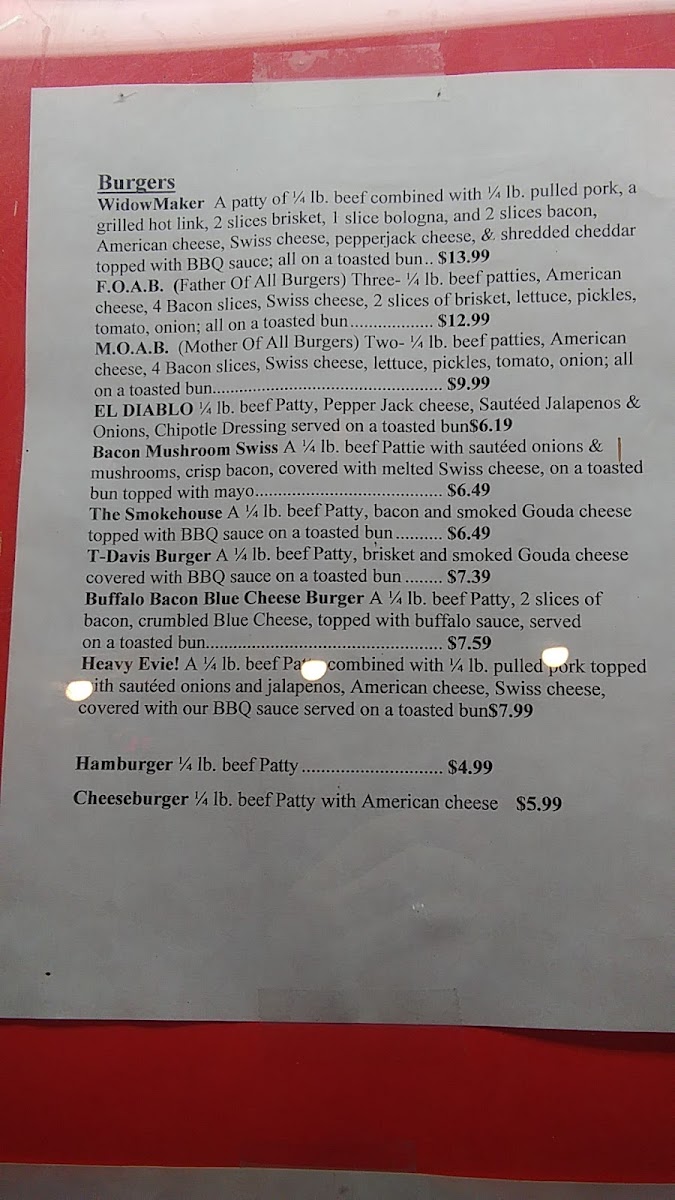 Burgers
WidowMaker A patty of ¼ lb. beef combined with ¼ lb. pulled pork, a
grilled hot link, 2 slices brisket, 1 slice bologna, and 2 slices bacon,
American cheese, Swiss cheese, pepperjack cheese, & shredded cheddar
topped with BBQ sauce; all on a toasted bun.. $13.99
F.O.A.B. (Father Of All Burgers) Three- ¼ lb. beef patties, American
cheese, 4 Bacon slices, Swiss cheese, 2 slices of brisket, lettuce, pickles,
tomato, onion; all on a toasted bun.................. $12.99
M.O.A.B. (Mother Of All Burgers) Two- ¼ lb. beef patties, American
cheese, 4 Bacon slices, Swiss cheese, lettuce, pickles, tomato, onion; all
on a toasted bun................................................. $9.99
EL DIABLO ¼ lb. beef Patty, Pepper Jack cheese, Sautéed Jalapenos &
Onions, Chipotle Dressing served on a toasted bun$6.19
Bacon Mushroom Swiss A ¼ lb. beef Pattie with sautéed onions &
mushrooms, crisp bacon, covered with melted Swiss cheese, on a toasted
bun topped with mayo........................................ $6.49
The Smokehouse A ¼ lb. beef Patty, bacon and smoked Gouda cheese
topped with BBQ sauce on a toasted bun.......... $6.49
T-Davis Burger A ¼ lb. beef Patty, brisket and smoked Gouda cheese
covered with BBQ sauce on a toasted bun ........ $7.39
Buffalo Bacon Blue Cheese Burger A ¼ lb. beef Patty, 2 slices of
bacon, crumbled Blue Cheese, topped with buffalo sauce, served
on a toasted bun.................................................. $7.59
Heavy Evie! A ¼ lb. beef Patty combined with ¼ lb. pulled pork topped
with sautéed onions and jalapenos, American cheese, Swiss cheese,
covered with our BBQ sauce served on a toasted bun$7.99
Hamburger ¼ lb. beef Patty.............................. $4.99
Cheeseburger ¼ lb. beef Patty with American cheese $5.99